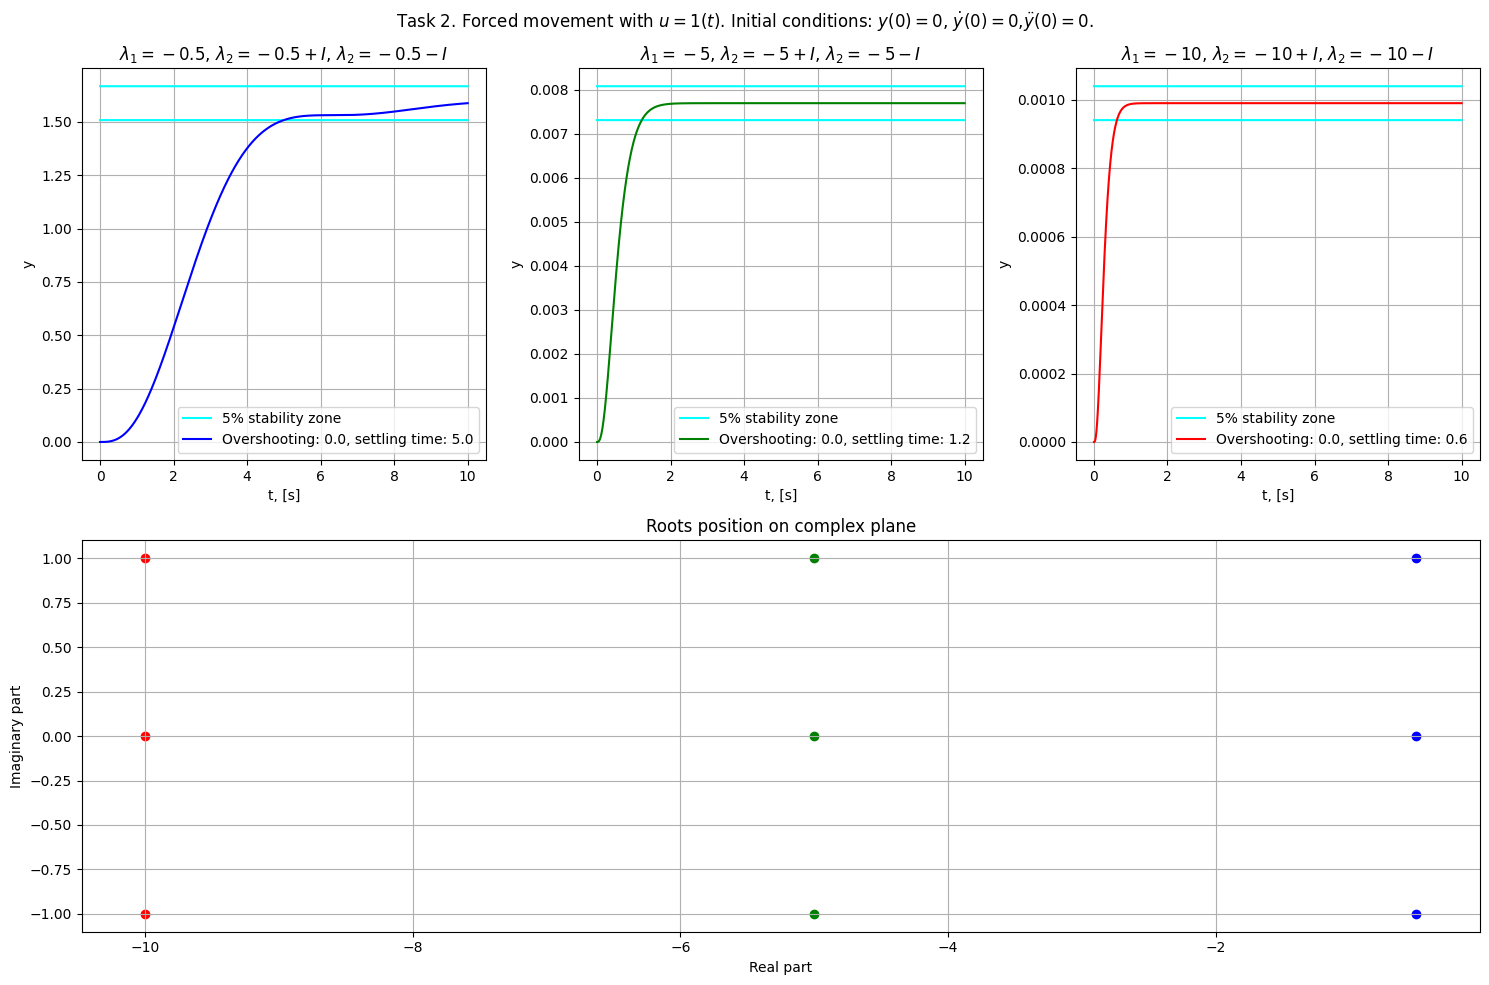 Task 2. Forced movement with u = 1(t). Initial conditions: y(0) = 0, ẏ(0) = 0,ÿ(0) = 0.
λ₁ = −0.5, λ₂ = −0.5 + I, λ₂ = −0.5 − I
y
1.50
1.25
1.00
0.75
0.50
0.25
0.00
5% stability zone
Overshooting: 0.0, settling time: 5.0
0 2 4 6 8 10
t, [s]
λ₁ = −5, λ₂ = −5 + I, λ₂ = −5 − I
y
0.008
0.007
0.006
0.005
0.004
0.003
0.002
0.001
0.000
5% stability zone
Overshooting: 0.0, settling time: 1.2
0 2 4 6 8 10
t, [s]
λ₁ = −10, λ₂ = −10 + I, λ₂ = −10 − I
y
0.0010
0.0008
0.0006
0.0004
0.0002
0.0000
5% stability zone
Overshooting: 0.0, settling time: 0.6
0 2 4 6 8 10
t, [s]
Roots position on complex plane
Imaginary part
1.00
0.75
0.50
0.25
0.00
−0.25
−0.50
−0.75
−1.00
−10 −8 −6 −4 −2
Real part